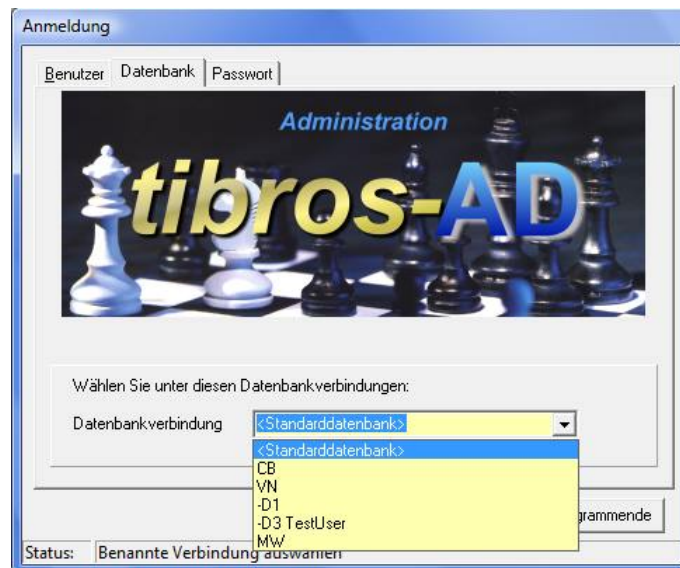 Anmeldung
Benutzer Datenbank Passwort
Administration
tibros-AD
Wählen Sie unter diesen Datenbankverbindungen:
Datenbankverbindung <Standarddatenbank>
<Standarddatenbank>
CB
VN
-D1
-D3 TestUser
MW
grammende
Status: Benannte Verbindung auswählen